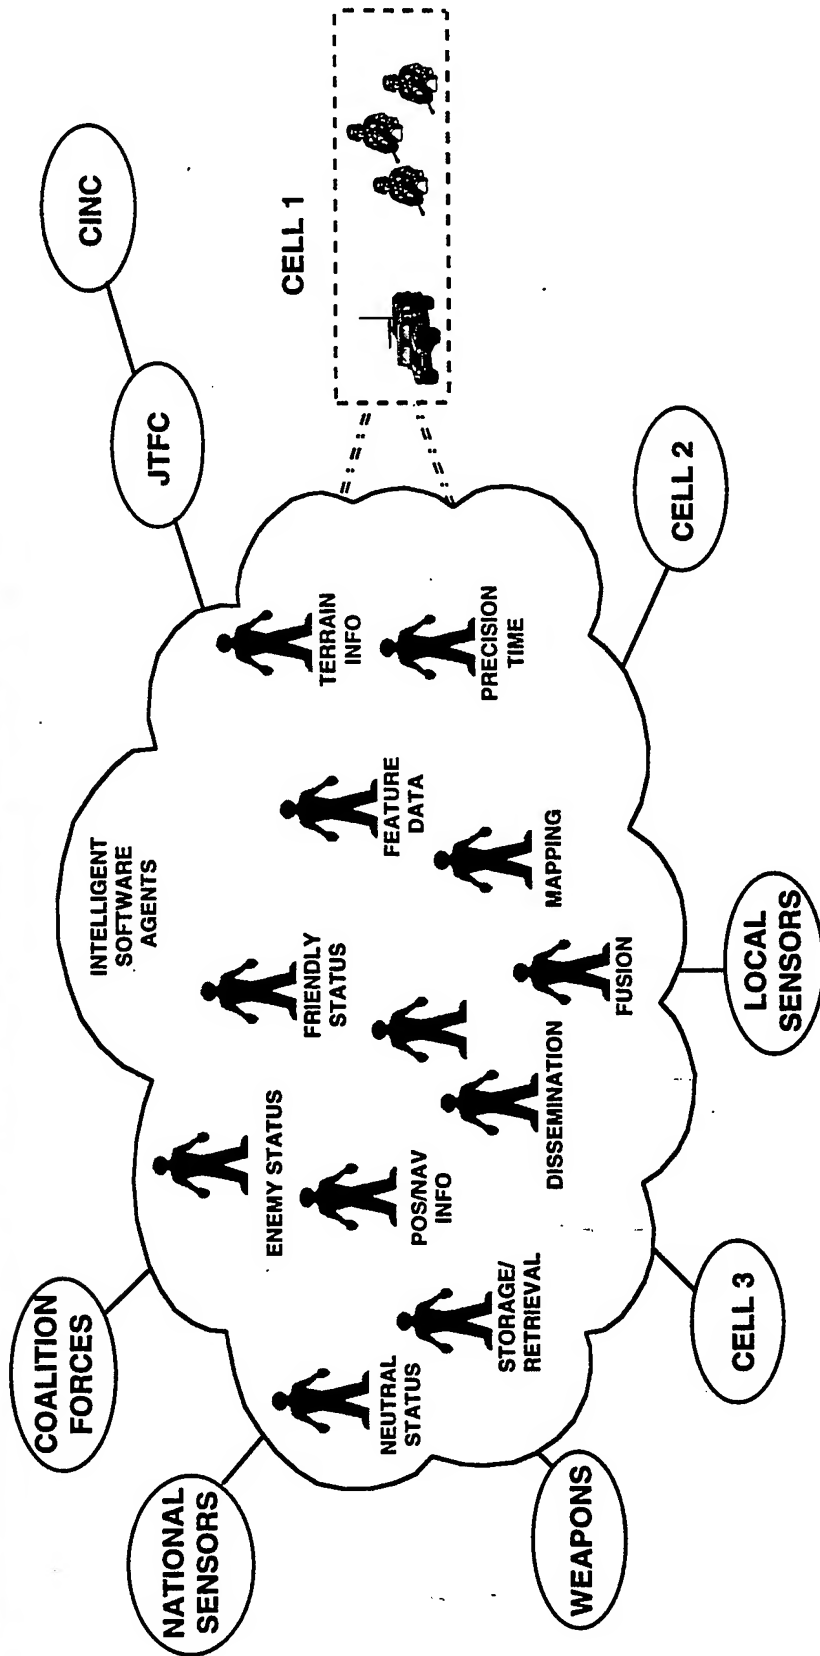 COALITION
FORCES
NATIONAL
SENSORS
INTELLIGENT
SOFTWARE
AGENTS
JTFC
CINC
ENEMY STATUS
FRIENDLY
STATUS
TERRAIN
INFO
CELL 1
NEUTRAL
STATUS
POS/NAV
INFO
FEATURE
DATA
PRECISION
TIME
STORAGE/
RETRIEVAL
DISSEMINATION
FUSION
MAPPING
WEAPONS
CELL 3
LOCAL
SENSORS
CELL 2